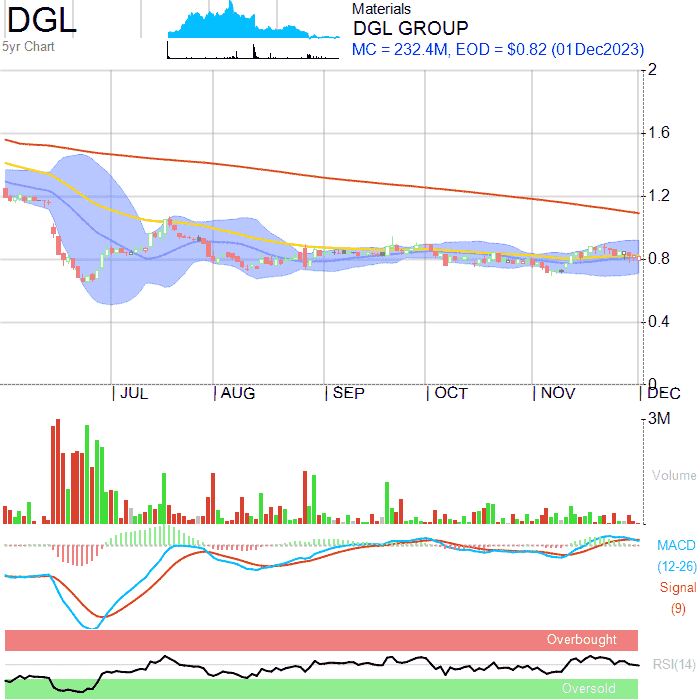 DGL
5yr Chart
Materials
DGL GROUP
MC = 232.4M, EOD = $0.82 (01Dec2023)
2
1.6
1.2
0.8
0.4
0
JUL AUG SEP OCT NOV DEC
3M
Volume
MACD
(12-26)
Signal
(9)
Overbought
RSI(14)
Oversold